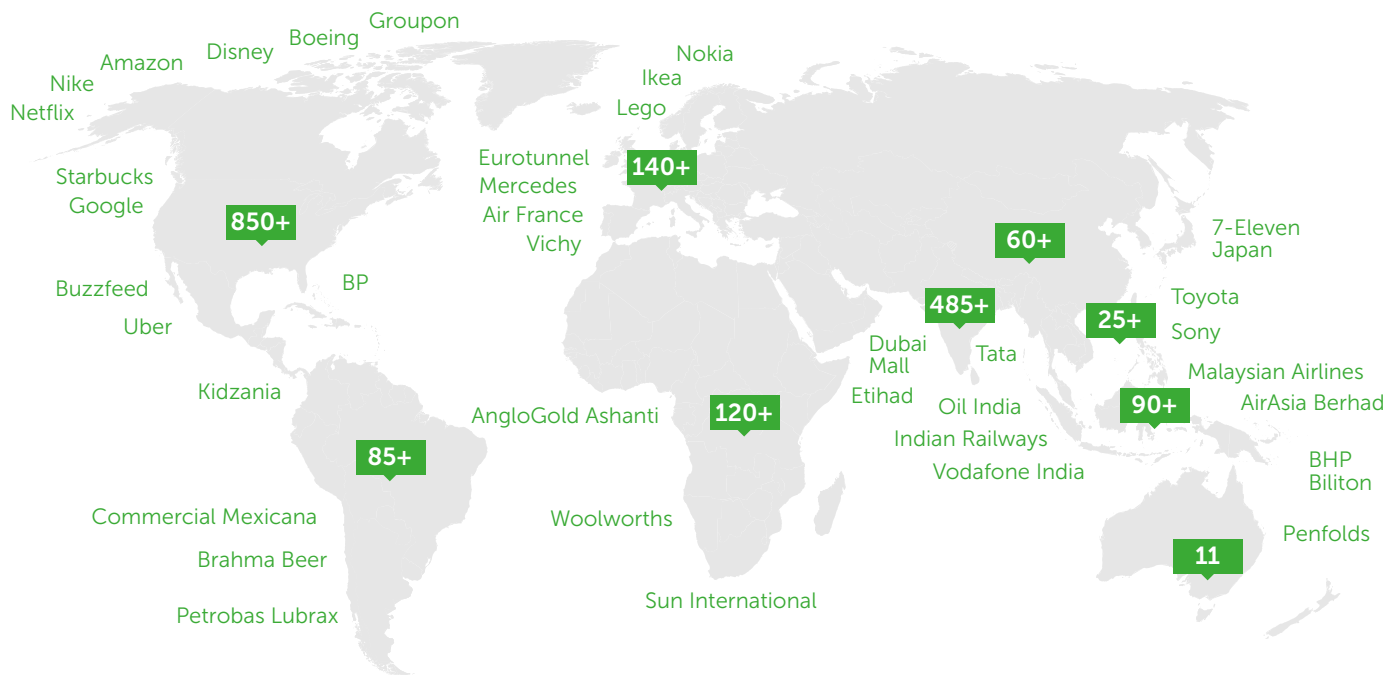 Groupon
Boeing
Disney
Amazon
Nike
Netflix
Nokia
Ikea
Lego
Starbucks
Google
850+
Eurotunnel
Mercedes
Air France
Vichy
140+
60+
7-Eleven
Japan
Buzzfeed
BP
Uber
485+
25+
Toyota
Sony
Dubai
Mall
Tata
Etihad
Malaysian Airlines
AirAsia Berhad
90+
Kidzania
AngloGold Ashanti
120+
Oil India
Indian Railways
Vodafone India
85+
BHP
Biliton
Commercial Mexicana
Brahma Beer
Petrobas Lubrax
Woolworths
Sun International
Penfolds
11